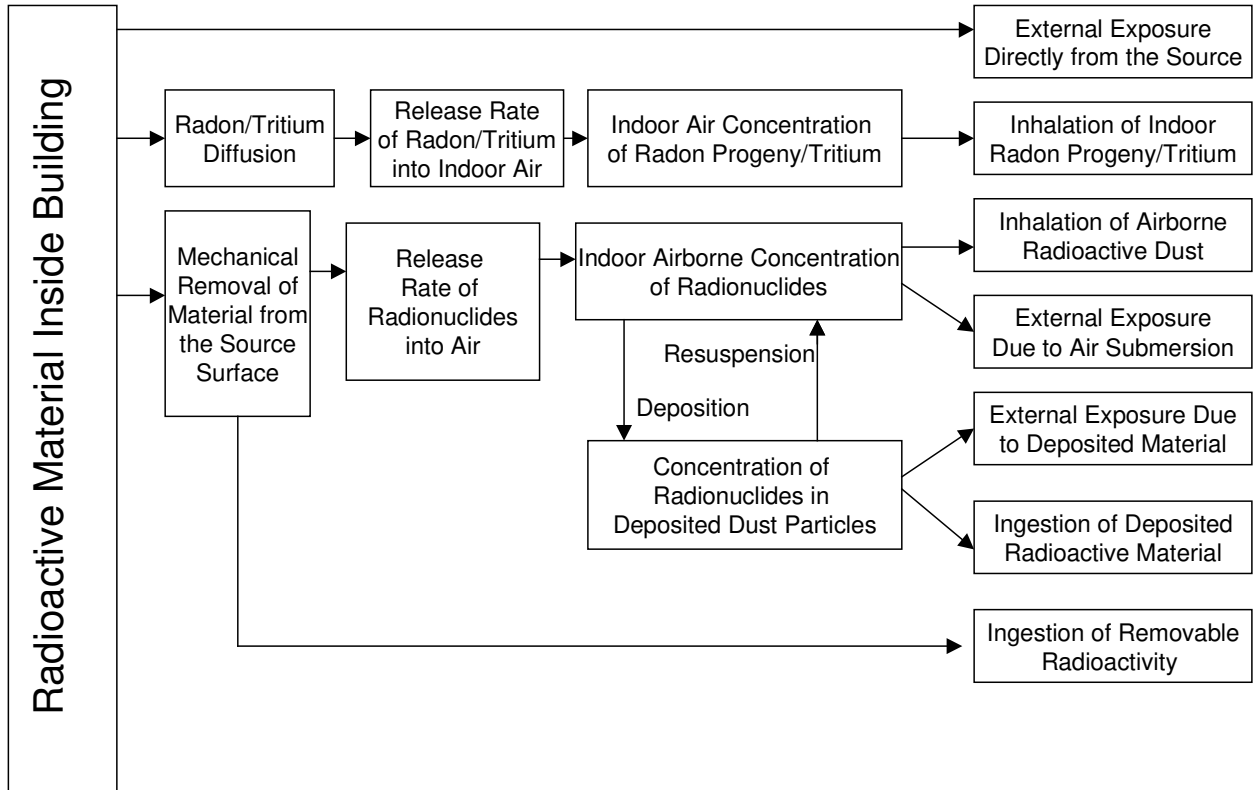 Radioactive Material Inside Building
External Exposure
Directly from the Source
Radon/Tritium
Diffusion
Release Rate
of Radon/Tritium
into Indoor Air
Indoor Air Concentration
of Radon Progeny/Tritium
Inhalation of Indoor
Radon Progeny/Tritium
Mechanical
Removal of
Material from
the Source
Surface
Release
Rate of
Radionuclides
into Air
Indoor Airborne Concentration
of Radionuclides
Inhalation of Airborne
Radioactive Dust
External Exposure
Due to Air Submersion
Resuspension
Deposition
Concentration of
Radionuclides in
Deposited Dust Particles
External Exposure Due
to Deposited Material
Ingestion of Deposited
Radioactive Material
Ingestion of Removable
Radioactivity